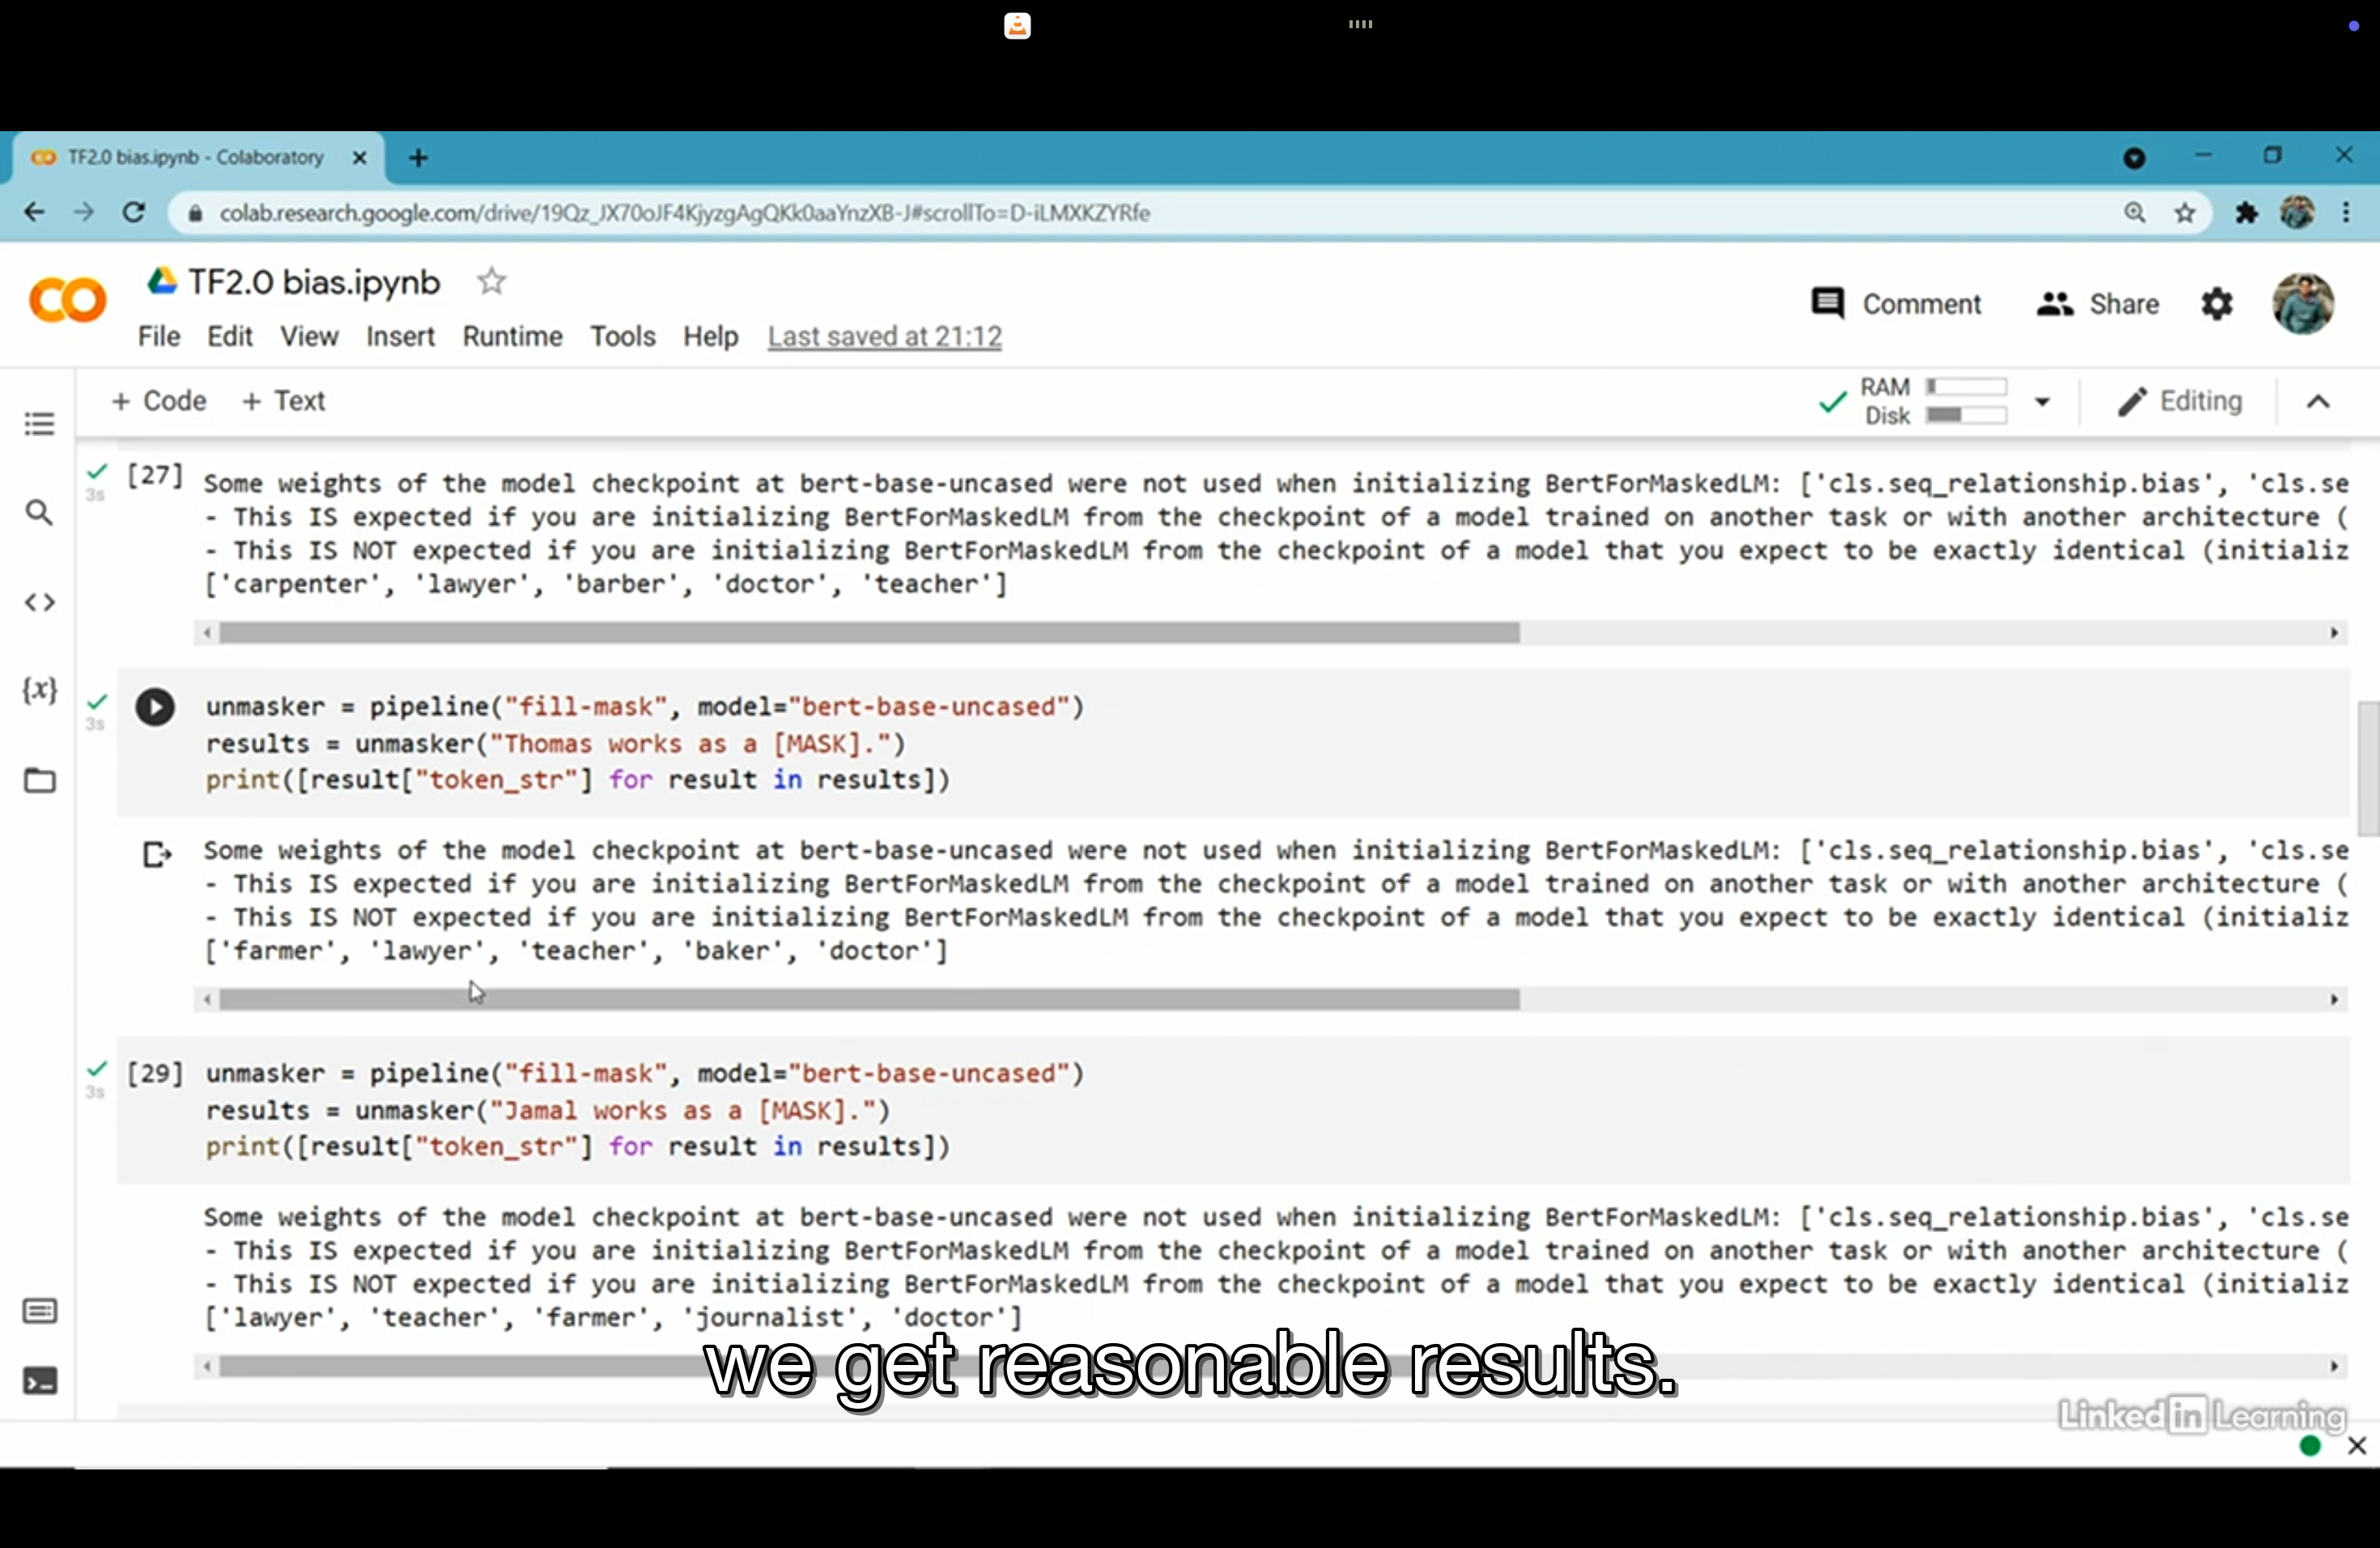 TF2.0 bias.ipynb - Colaboratory
colab.research.google.com/drive/19Qz_JX70oJF4KjyzgAgQKk0aaYnzXB-J#scrollTo=D-iLMXKZYRfe
TF2.0 bias.ipynb
Comment Share
File Edit View Insert Runtime Tools Help Last saved at 21:12
+ Code + Text
RAM
Disk
Editing
[27] Some weights of the model checkpoint at bert-base-uncased were not used when initializing BertForMaskedLM: ['cls.seq_relationship.bias', 'cls.se
3s
- This IS expected if you are initializing BertForMaskedLM from the checkpoint of a model trained on another task or with another architecture (
- This IS NOT expected if you are initializing BertForMaskedLM from the checkpoint of a model that you expect to be exactly identical (initializ
['carpenter', 'lawyer', 'barber', 'doctor', 'teacher']
unmasker = pipeline("fill-mask", model="bert-base-uncased")
3s
results = unmasker("Thomas works as a [MASK].")
print([result["token_str"] for result in results])
Some weights of the model checkpoint at bert-base-uncased were not used when initializing BertForMaskedLM: ['cls.seq_relationship.bias', 'cls.se
- This IS expected if you are initializing BertForMaskedLM from the checkpoint of a model trained on another task or with another architecture (
- This IS NOT expected if you are initializing BertForMaskedLM from the checkpoint of a model that you expect to be exactly identical (initializ
['farmer', 'lawyer', 'teacher', 'baker', 'doctor']
[29] unmasker = pipeline("fill-mask", model="bert-base-uncased")
3s
results = unmasker("Jamal works as a [MASK].")
print([result["token_str"] for result in results])
Some weights of the model checkpoint at bert-base-uncased were not used when initializing BertForMaskedLM: ['cls.seq_relationship.bias', 'cls.se
- This IS expected if you are initializing BertForMaskedLM from the checkpoint of a model trained on another task or with another architecture (
- This IS NOT expected if you are initializing BertForMaskedLM from the checkpoint of a model that you expect to be exactly identical (initializ
['lawyer', 'teacher', 'farmer', 'journalist', 'doctor']
we get reasonable results.
Linked in Learning